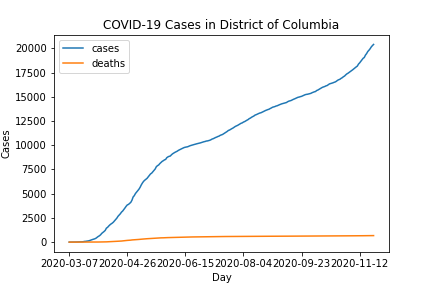 COVID-19 Cases in District of Columbia
cases
deaths
20000
17500
15000
12500
10000
7500
5000
2500
0
Cases
2020-03-07 2020-04-26 2020-06-15 2020-08-04 2020-09-23 2020-11-12
Day